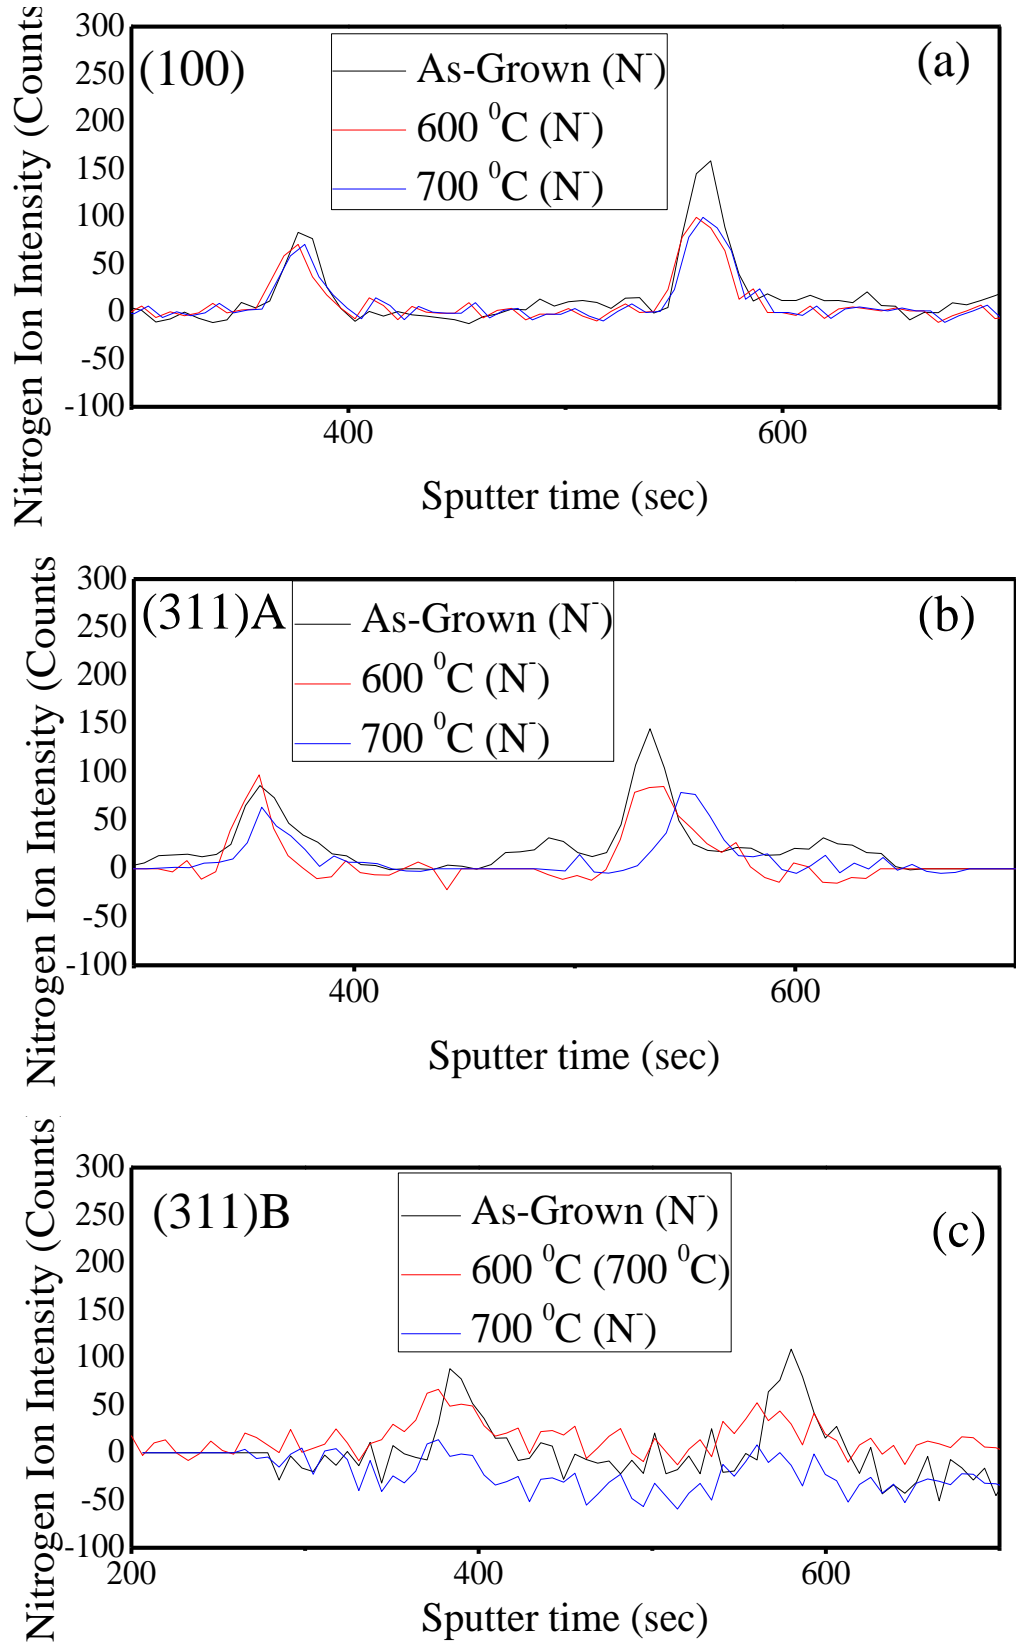 Nitrogen Ion Intensity (Counts
300
250
200
150
100
50
0
-50
-100
(100)
As-Grown (N⁻)
600 ⁰C (N⁻)
700 ⁰C (N⁻)
(a)
400 600
Sputter time (sec)
Nitrogen Ion Intensity (Counts
300
250
200
150
100
50
0
-50
-100
(311)A
As-Grown (N⁻)
600 ⁰C (N⁻)
700 ⁰C (N⁻)
(b)
400 600
Sputter time (sec)
Nitrogen Ion Intensity (Counts
300
250
200
150
100
50
0
-50
-100
(311)B
As-Grown (N⁻)
600 ⁰C (700 ⁰C)
700 ⁰C (N⁻)
(c)
200 400 600
Sputter time (sec)